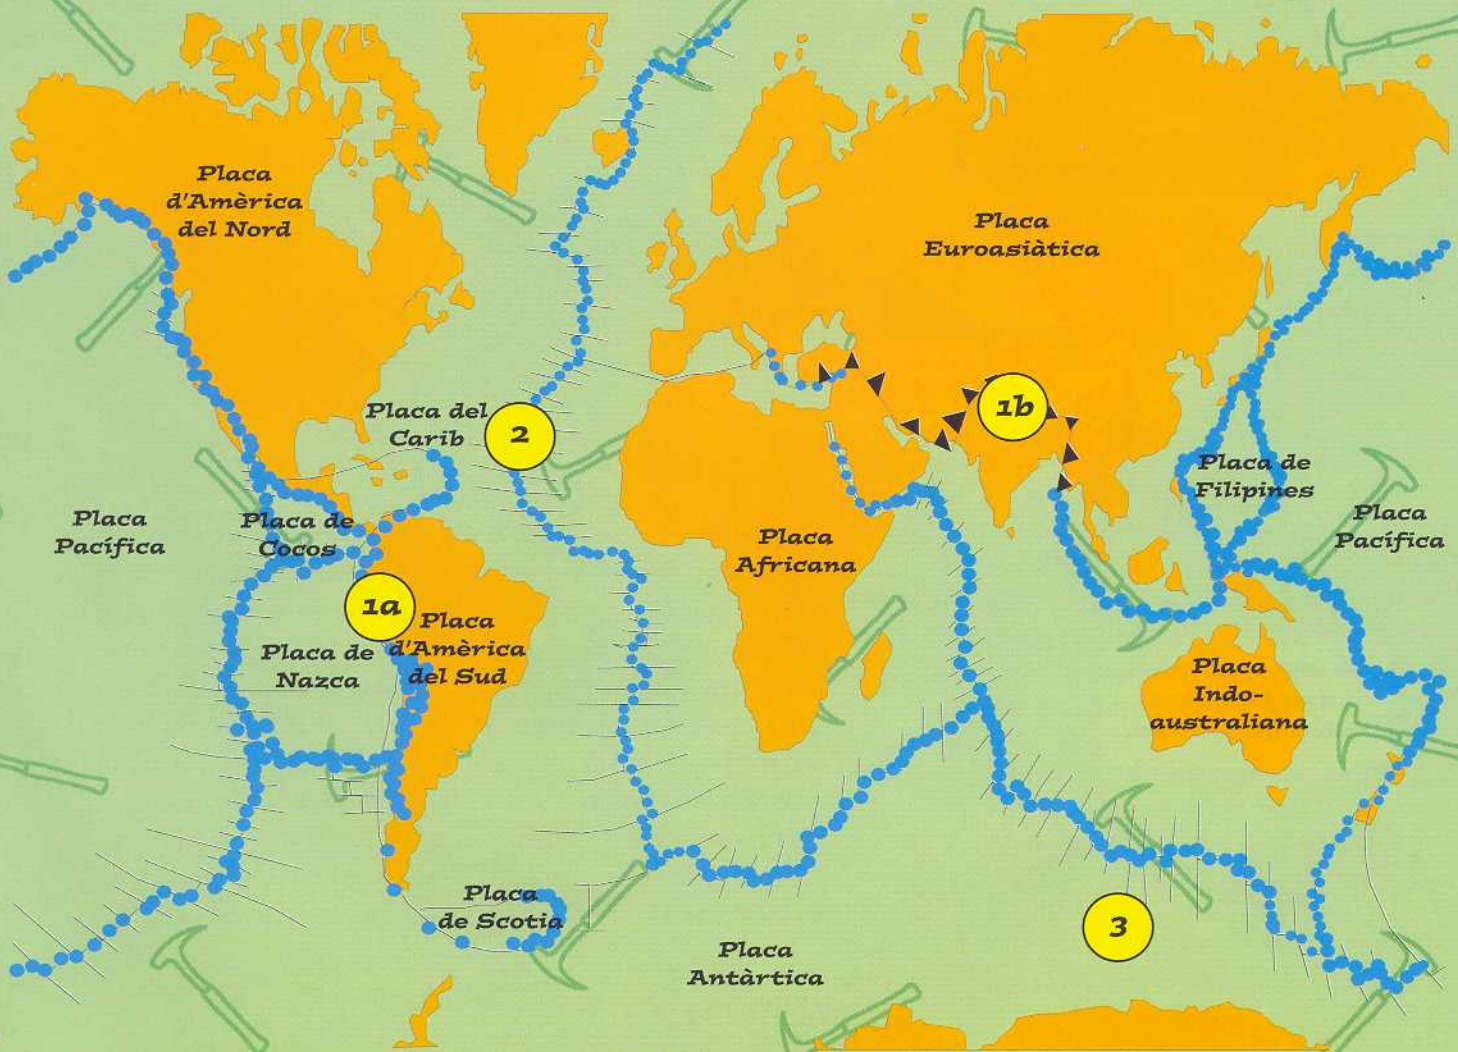 Placa
d'Amèrica
del Nord
Placa
Euroasiàtica
Placa del
Carib
2
1b
Placa de
Filipines
Placa
Pacífica
Placa de
Cocos
Placa
Africana
Placa
Pacífica
1a
Placa
d'Amèrica
del Sud
Placa de
Nazca
Placa
Indo-
australiana
Placa
de Scotia
3
Placa
Antàrtica